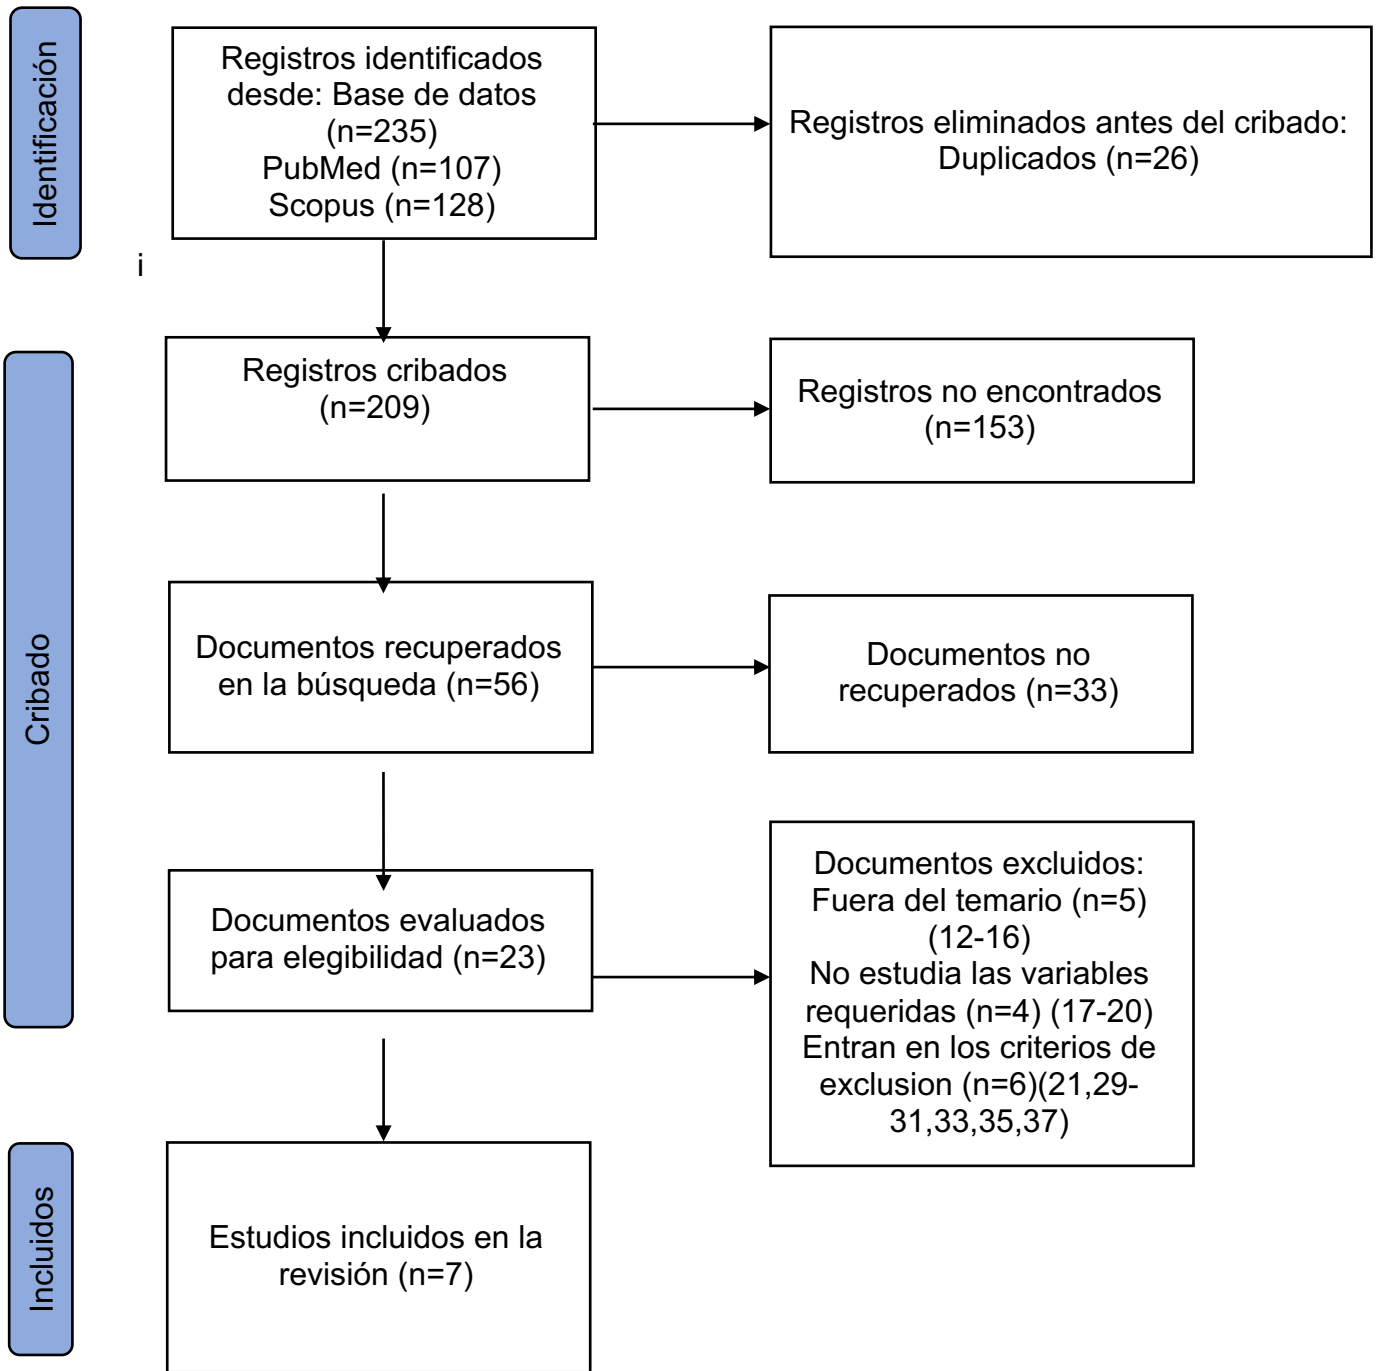 Identificación
Registros identificados
desde: Base de datos
(n=235)
PubMed (n=107)
Scopus (n=128)
Registros eliminados antes del cribado:
Duplicados (n=26)
i
Cribado
Registros cribados
(n=209)
Registros no encontrados
(n=153)
Documentos recuperados
en la búsqueda (n=56)
Documentos no
recuperados (n=33)
Documentos evaluados
para elegibilidad (n=23)
Documentos excluidos:
Fuera del temario (n=5)
(12-16)
No estudia las variables
requeridas (n=4) (17-20)
Entran en los criterios de
exclusion (n=6)(21,29-
31,33,35,37)
Incluidos
Estudios incluidos en la
revisión (n=7)